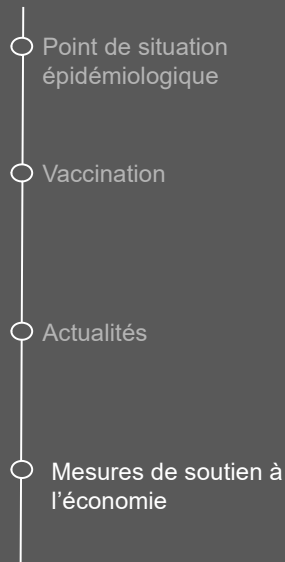 Point de situation
épidémiologique
Vaccination
Actualités
Mesures de soutien à
l’économie